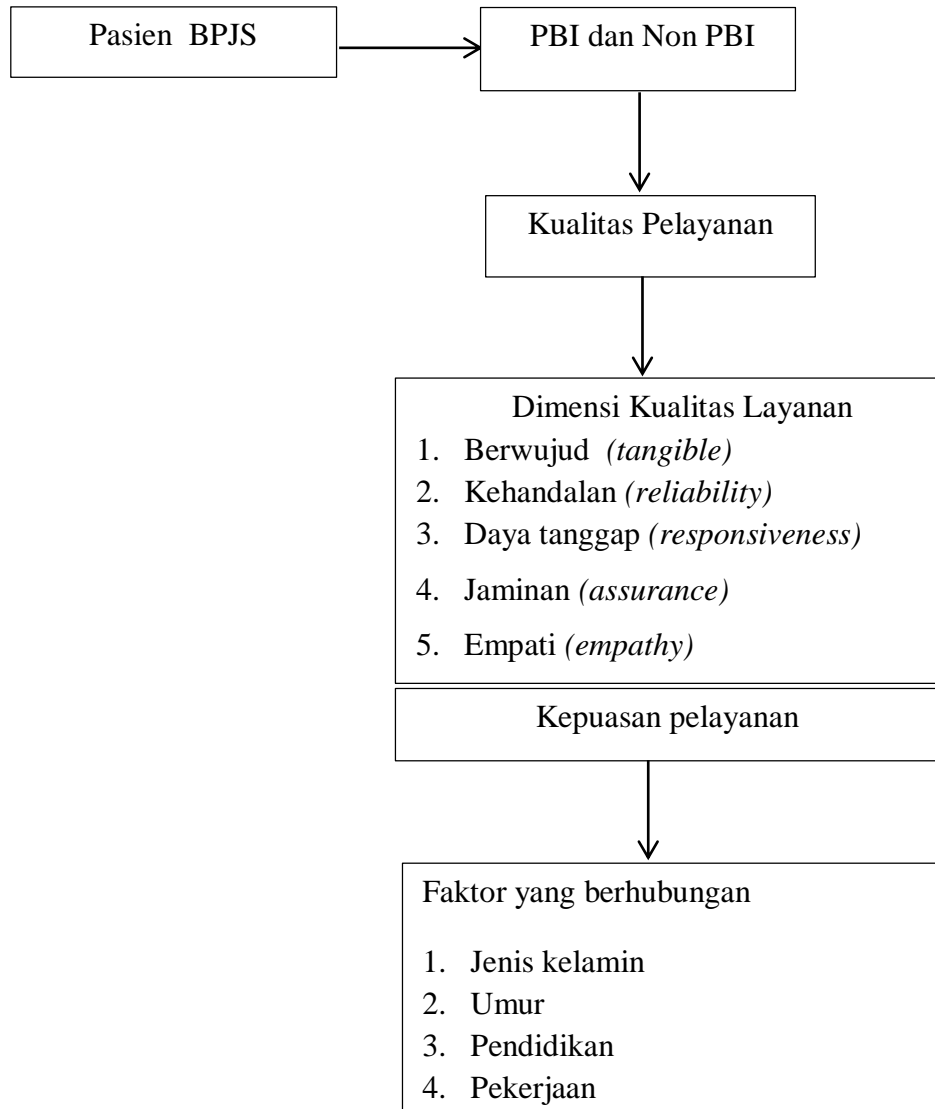 Pasien BPJS
PBI dan Non PBI
Kualitas Pelayanan
Dimensi Kualitas Layanan
1. Berwujud (tangible)
2. Kehandalan (reliability)
3. Daya tanggap (responsiveness)
4. Jaminan (assurance)
5. Empati (empathy)
Kepuasan pelayanan
Faktor yang berhubungan
1. Jenis kelamin
2. Umur
3. Pendidikan
4. Pekerjaan